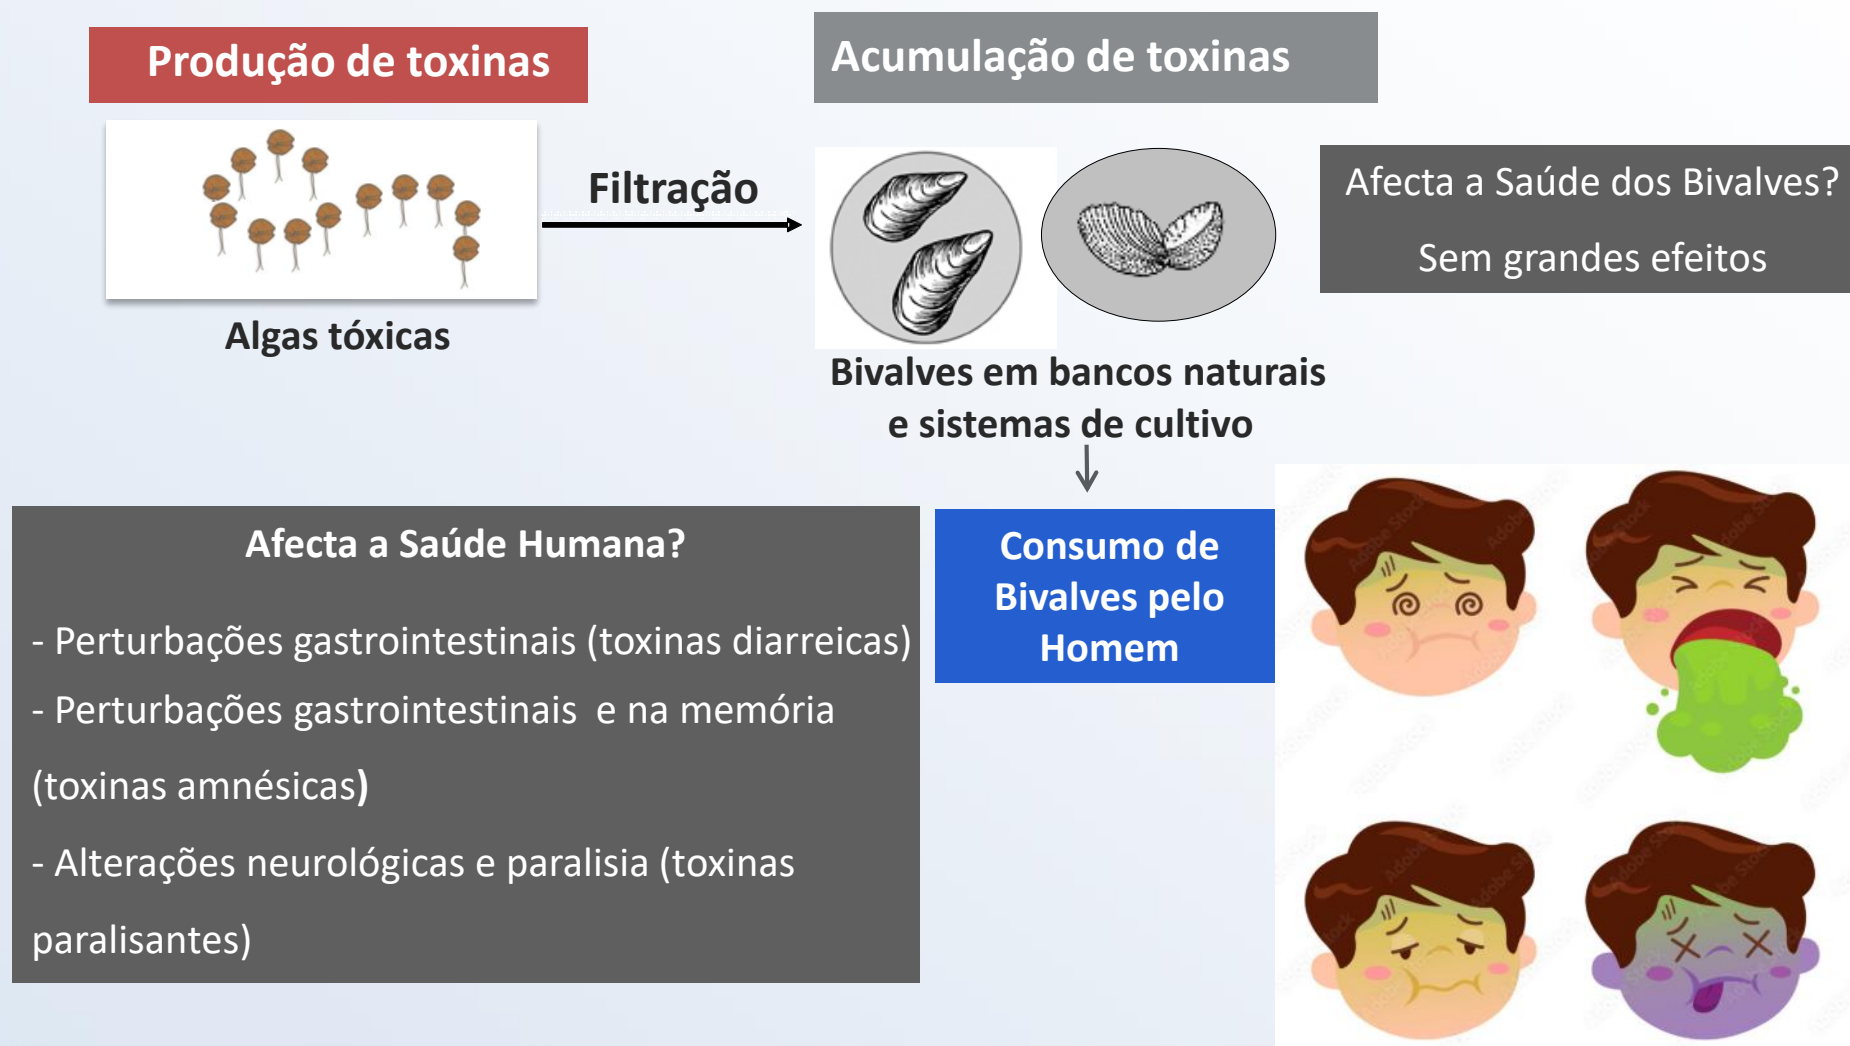 Produção de toxinas
Acumulação de toxinas
Filtração
Algas tóxicas
Afecta a Saúde dos Bivalves?
Sem grandes efeitos
Bivalves em bancos naturais
e sistemas de cultivo
Afecta a Saúde Humana?
- Perturbações gastrointestinais (toxinas diarreicas)
- Perturbações gastrointestinais e na memória
(toxinas amnésicas)
- Alterações neurológicas e paralisia (toxinas
paralisantes)
Consumo de
Bivalves pelo
Homem
Adobe Stock